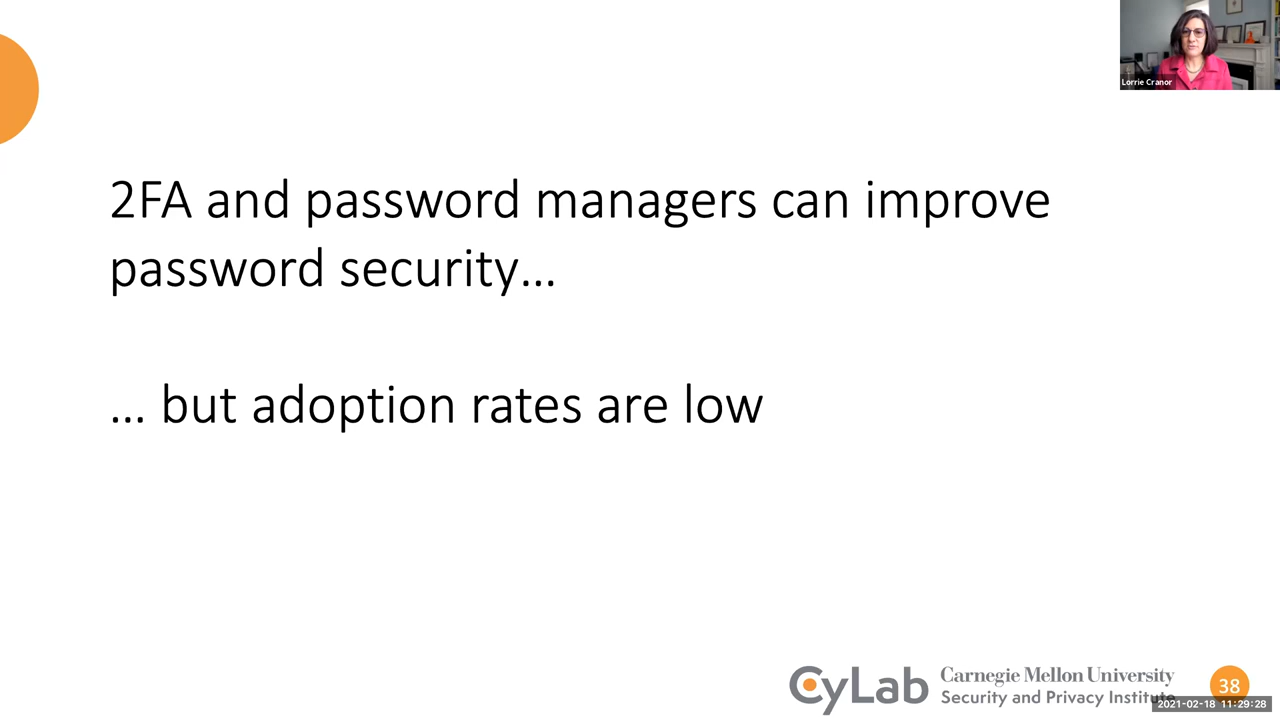 Lorrie Cranor
2FA and password managers can improve
password security…
… but adoption rates are low
CyLab
Carnegie Mellon University
Security and Privacy Institute
38
2021-02-18 11:29:28